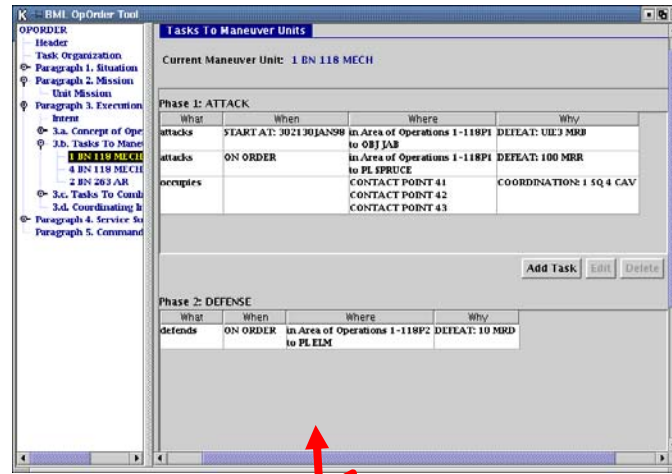 BML OpOrder Tool
OPORDER
Header
Task Organization
Paragraph 1. Situation
Paragraph 2. Mission
Unit Mission
Paragraph 3. Execution
Intent
3.a. Concept of Ope
3.b. Tasks To Mane
1 BN 118 MECH
4 BN 118 MECH
2 BN 263 AR
3.c. Tasks To Comb
3.d. Coordinating In
Paragraph 4. Service Su
Paragraph 5. Command
Tasks To Maneuver Units
Current Maneuver Unit: 1 BN 118 MECH
Phase 1: ATTACK
What When Where Why
attacks START AT: 302130JAN98 in Area of Operations 1-118P1 DEFEAT: UIE3 MRB
to OBJ JAB
attacks ON ORDER in Area of Operations 1-118P1 DEFEAT: 100 MRR
to PL SPRUCE
occupies CONTACT POINT 41 COORDINATION: 1 SQ 4 CAV
CONTACT POINT 42
CONTACT POINT 43
Add Task Edit Delete
Phase 2: DEFENSE
What When Where Why
defends ON ORDER in Area of Operations 1-118P2 DEFEAT: 10 MRD
to PL ELM